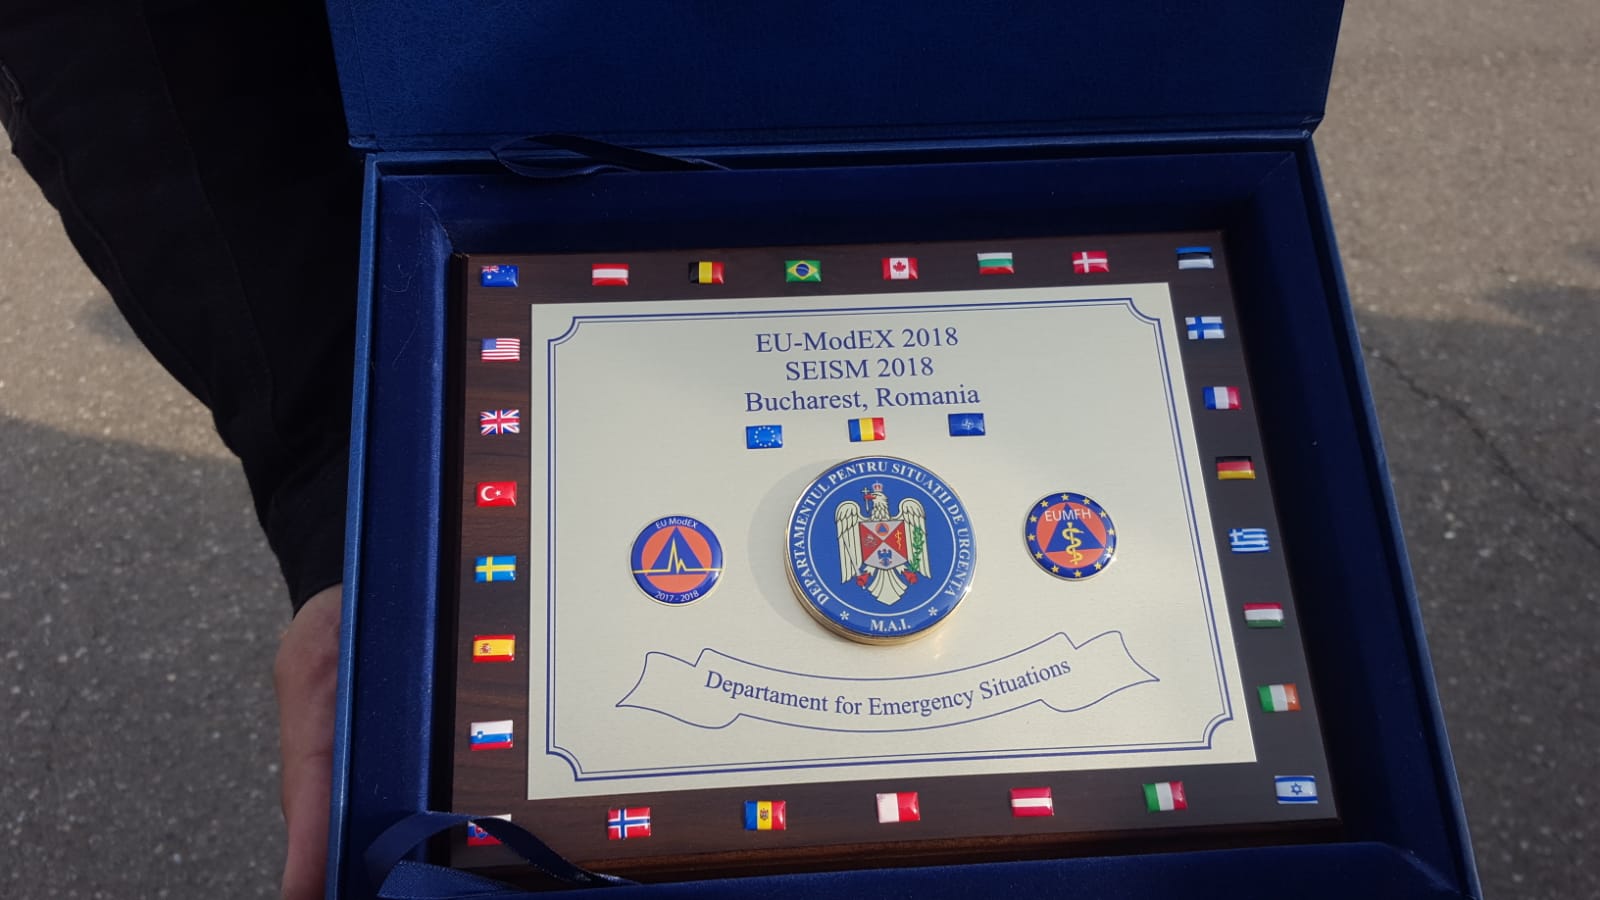 EU-ModEX 2018
SEISM 2018
Bucharest, Romania
EU ModEX
2017 - 2018
DEPARTAMENTUL PENTRU SITUATII DE URGENTA
M.A.I.
EUMFH
Departament for Emergency Situations